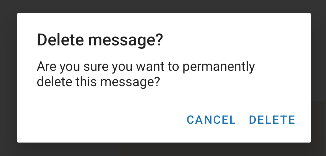 Delete message?
Are you sure you want to permanently
delete this message?
CANCEL DELETE